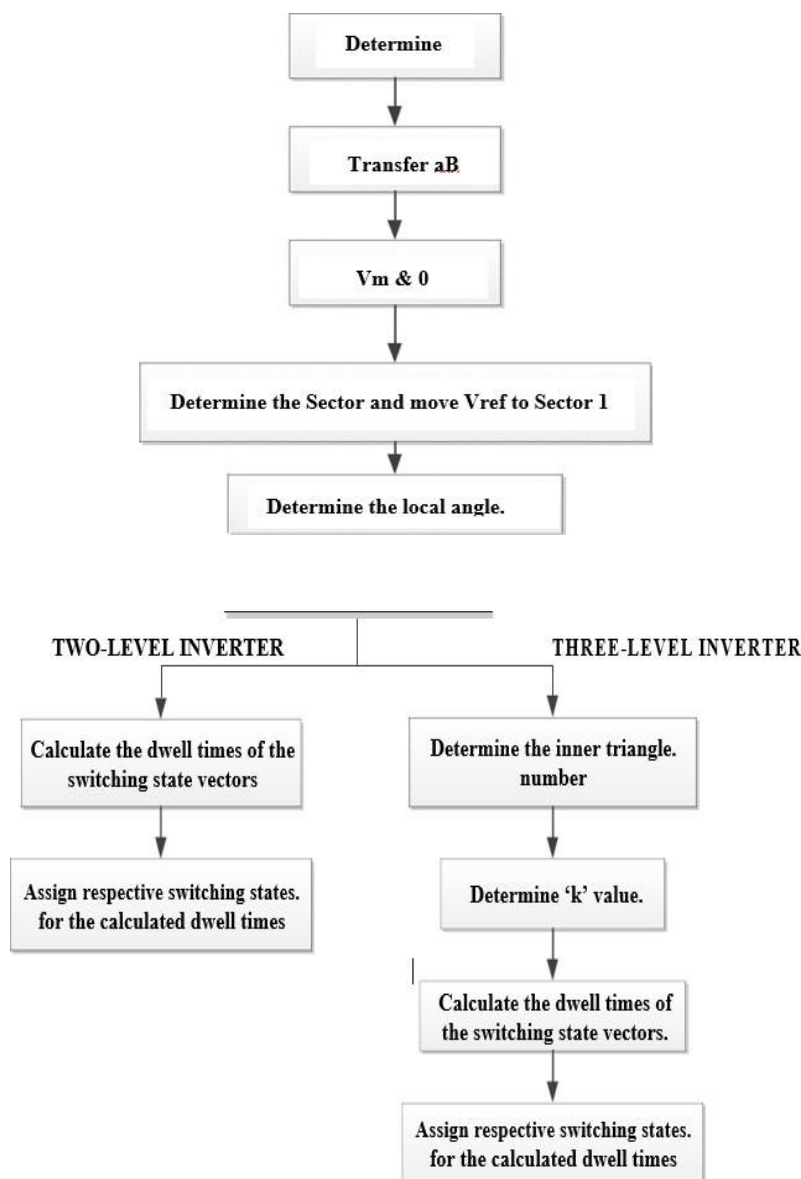 Determine
Transfer aB
Vm & 0
Determine the Sector and move Vref to Sector 1
Determine the local angle.
TWO-LEVEL INVERTER
THREE-LEVEL INVERTER
Calculate the dwell times of the
switching state vectors
Assign respective switching states.
for the calculated dwell times
Determine the inner triangle.
number
Determine ‘k’ value.
Calculate the dwell times of
the switching state vectors.
Assign respective switching states.
for the calculated dwell times